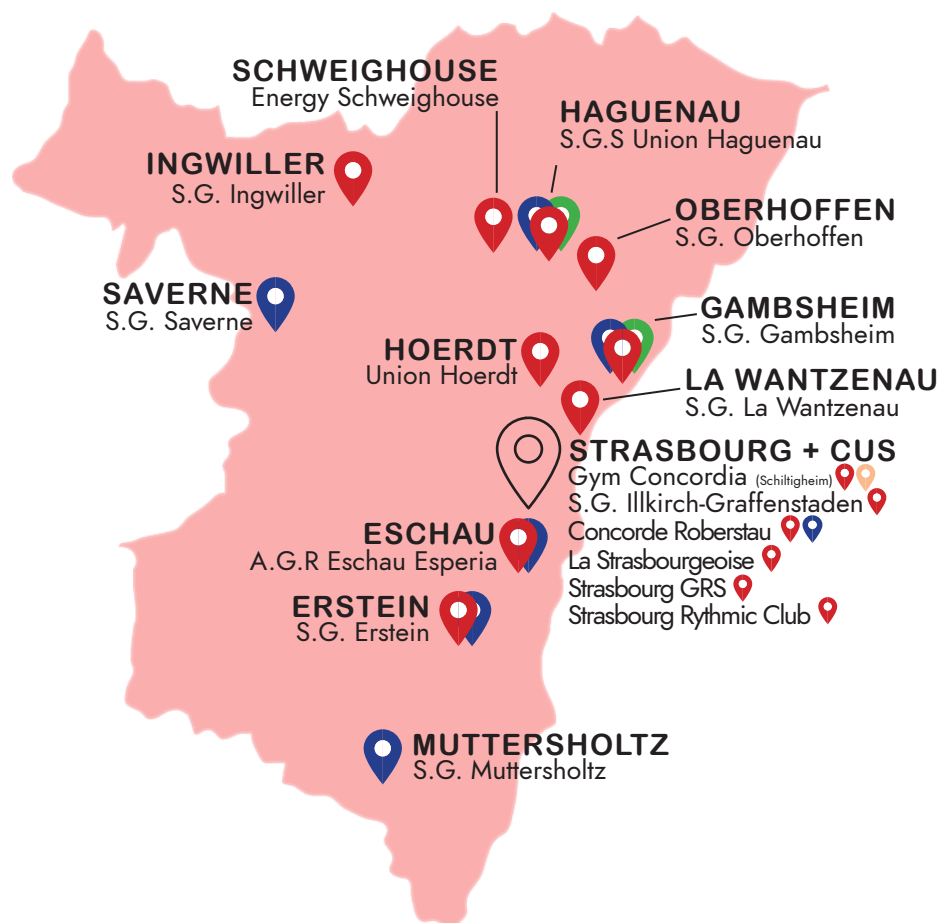 SCHWEIGHOUSE
Energy Schweighouse
HAGUENAU
S.G.S Union Haguenau
INGWILLER
S.G. Ingwiller
OBERHOFFEN
S.G. Oberhoffen
SAVERNE
S.G. Saverne
GAMBSHEIM
S.G. Gambsheim
HOERDT
Union Hoerdt
LA WANTZENAU
S.G. La Wantzenau
STRASBOURG + CUS
Gym Concordia (Schiltigheim)
S.G. Illkirch-Graffenstaden
Concorde Roberstau
La Strasbourgeoise
Strasbourg GRS
Strasbourg Rythmic Club
ESCHAU
A.G.R Eschau Esperia
ERSTEIN
S.G. Erstein
MUTTERSHOLTZ
S.G. Muttersholtz